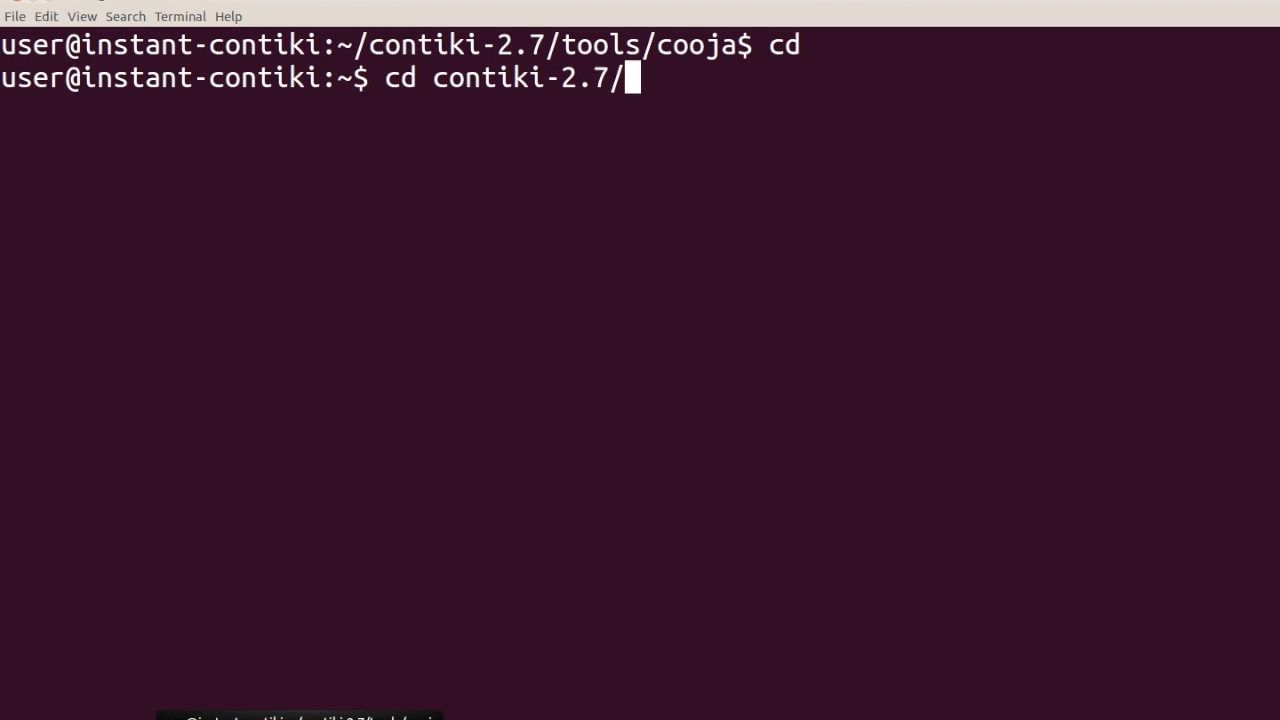 File Edit View Search Terminal Help
user@instant-contiki:~/contiki-2.7/tools/cooja$ cd
user@instant-contiki:~$ cd contiki-2.7/